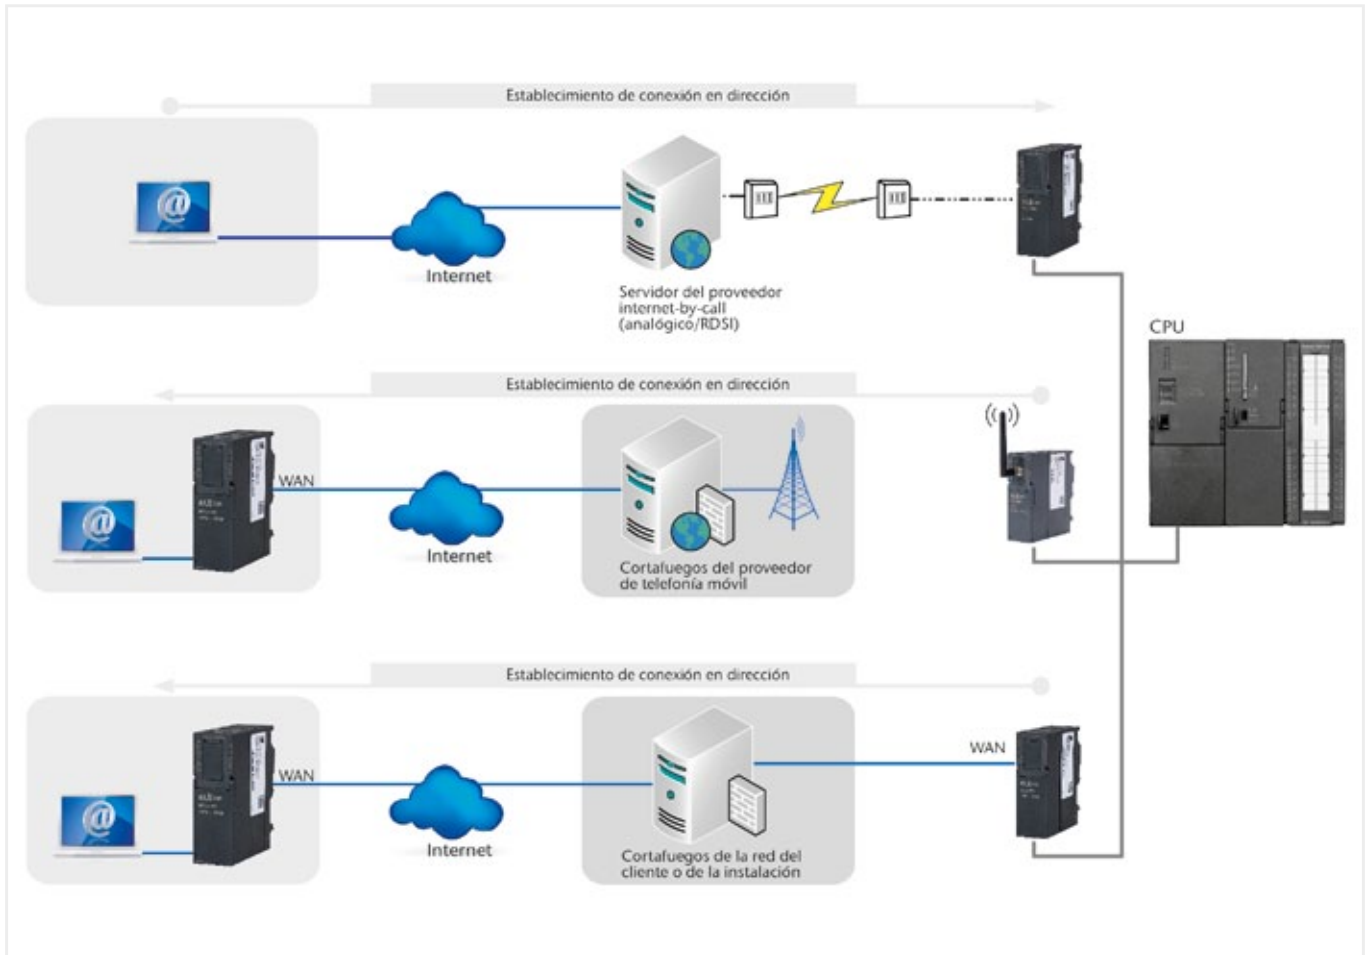 Establecimiento de conexión en dirección
Internet
Servidor del proveedor
internet-by-call
(analógico/RDSI)
CPU
Establecimiento de conexión en dirección
WAN
Internet
Cortafuegos del proveedor
de telefonía móvil
Establecimiento de conexión en dirección
WAN
WAN
Internet
Cortafuegos de la red del
cliente o de la instalación